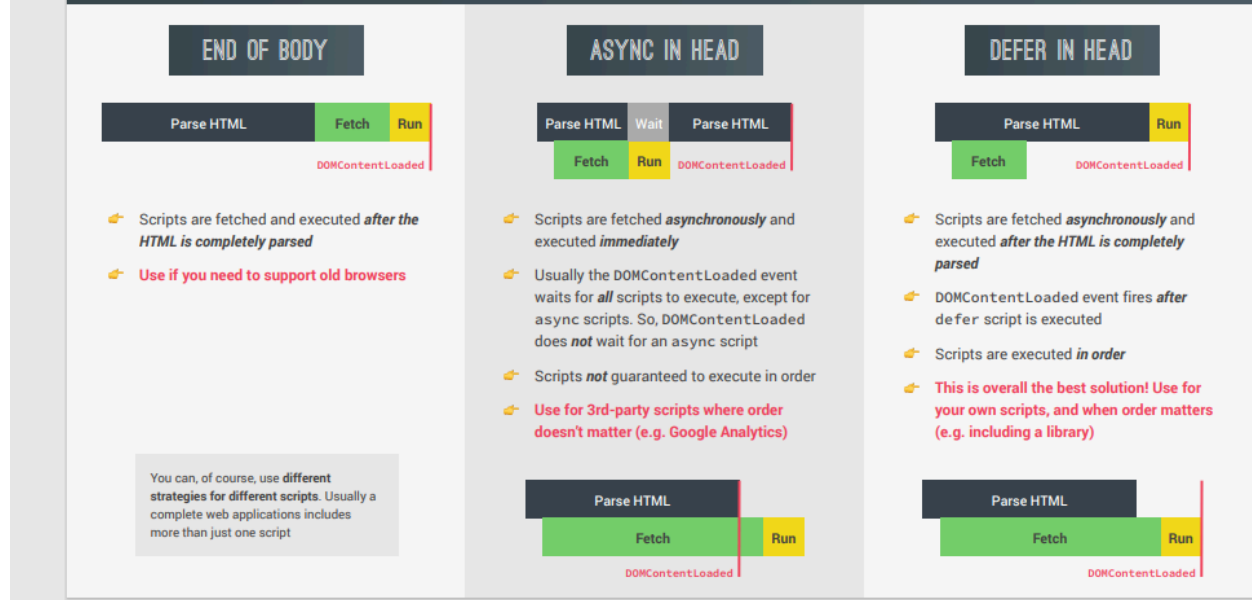 END OF BODY
Parse HTML
Fetch
Run
DOMContentLoaded
Scripts are fetched and executed after the
HTML is completely parsed
Use if you need to support old browsers
You can, of course, use different
strategies for different scripts. Usually a
complete web applications includes
more than just one script
ASYNC IN HEAD
Parse HTML
Wait
Parse HTML
Fetch
Run
DOMContentLoaded
Scripts are fetched asynchronously and
executed immediately
Usually the DOMContentLoaded event
waits for all scripts to execute, except for
async scripts. So, DOMContentLoaded
does not wait for an async script
Scripts not guaranteed to execute in order
Use for 3rd-party scripts where order
doesn't matter (e.g. Google Analytics)
Parse HTML
Fetch
Run
DOMContentLoaded
DEFER IN HEAD
Parse HTML
Run
Fetch
DOMContentLoaded
Scripts are fetched asynchronously and
executed after the HTML is completely
parsed
DOMContentLoaded event fires after
defer script is executed
Scripts are executed in order
This is overall the best solution! Use for
your own scripts, and when order matters
(e.g. including a library)
Parse HTML
Fetch
Run
DOMContentLoaded